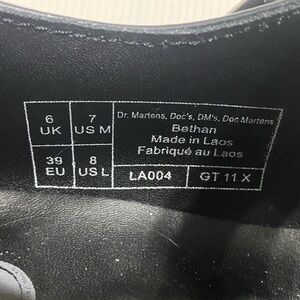 6 UK
7 US M
39 EU
8 US L
Dr. Martens, Doc's, DM's, Doc Martens
Bethan
Made in Laos
Fabriqué au Laos
LA004
GT 11 X